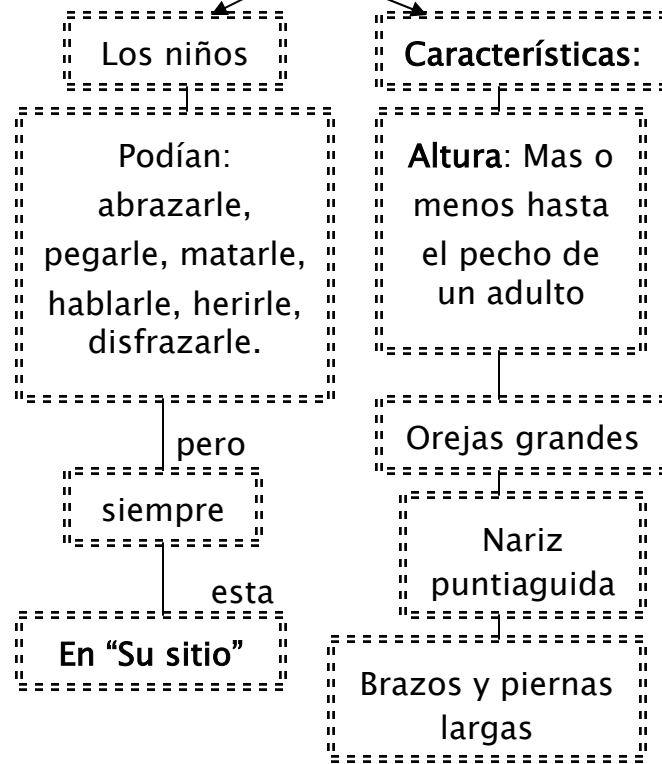 Los niños
Podían:
abrazarle,
pegarle, matarle,
hablarle, herirle,
disfrazarle.
pero
siempre
esta
En “Su sitio”
Características:
Altura: Mas o
menos hasta
el pecho de
un adulto
Orejas grandes
Nariz
puntiaguida
Brazos y piernas
largas